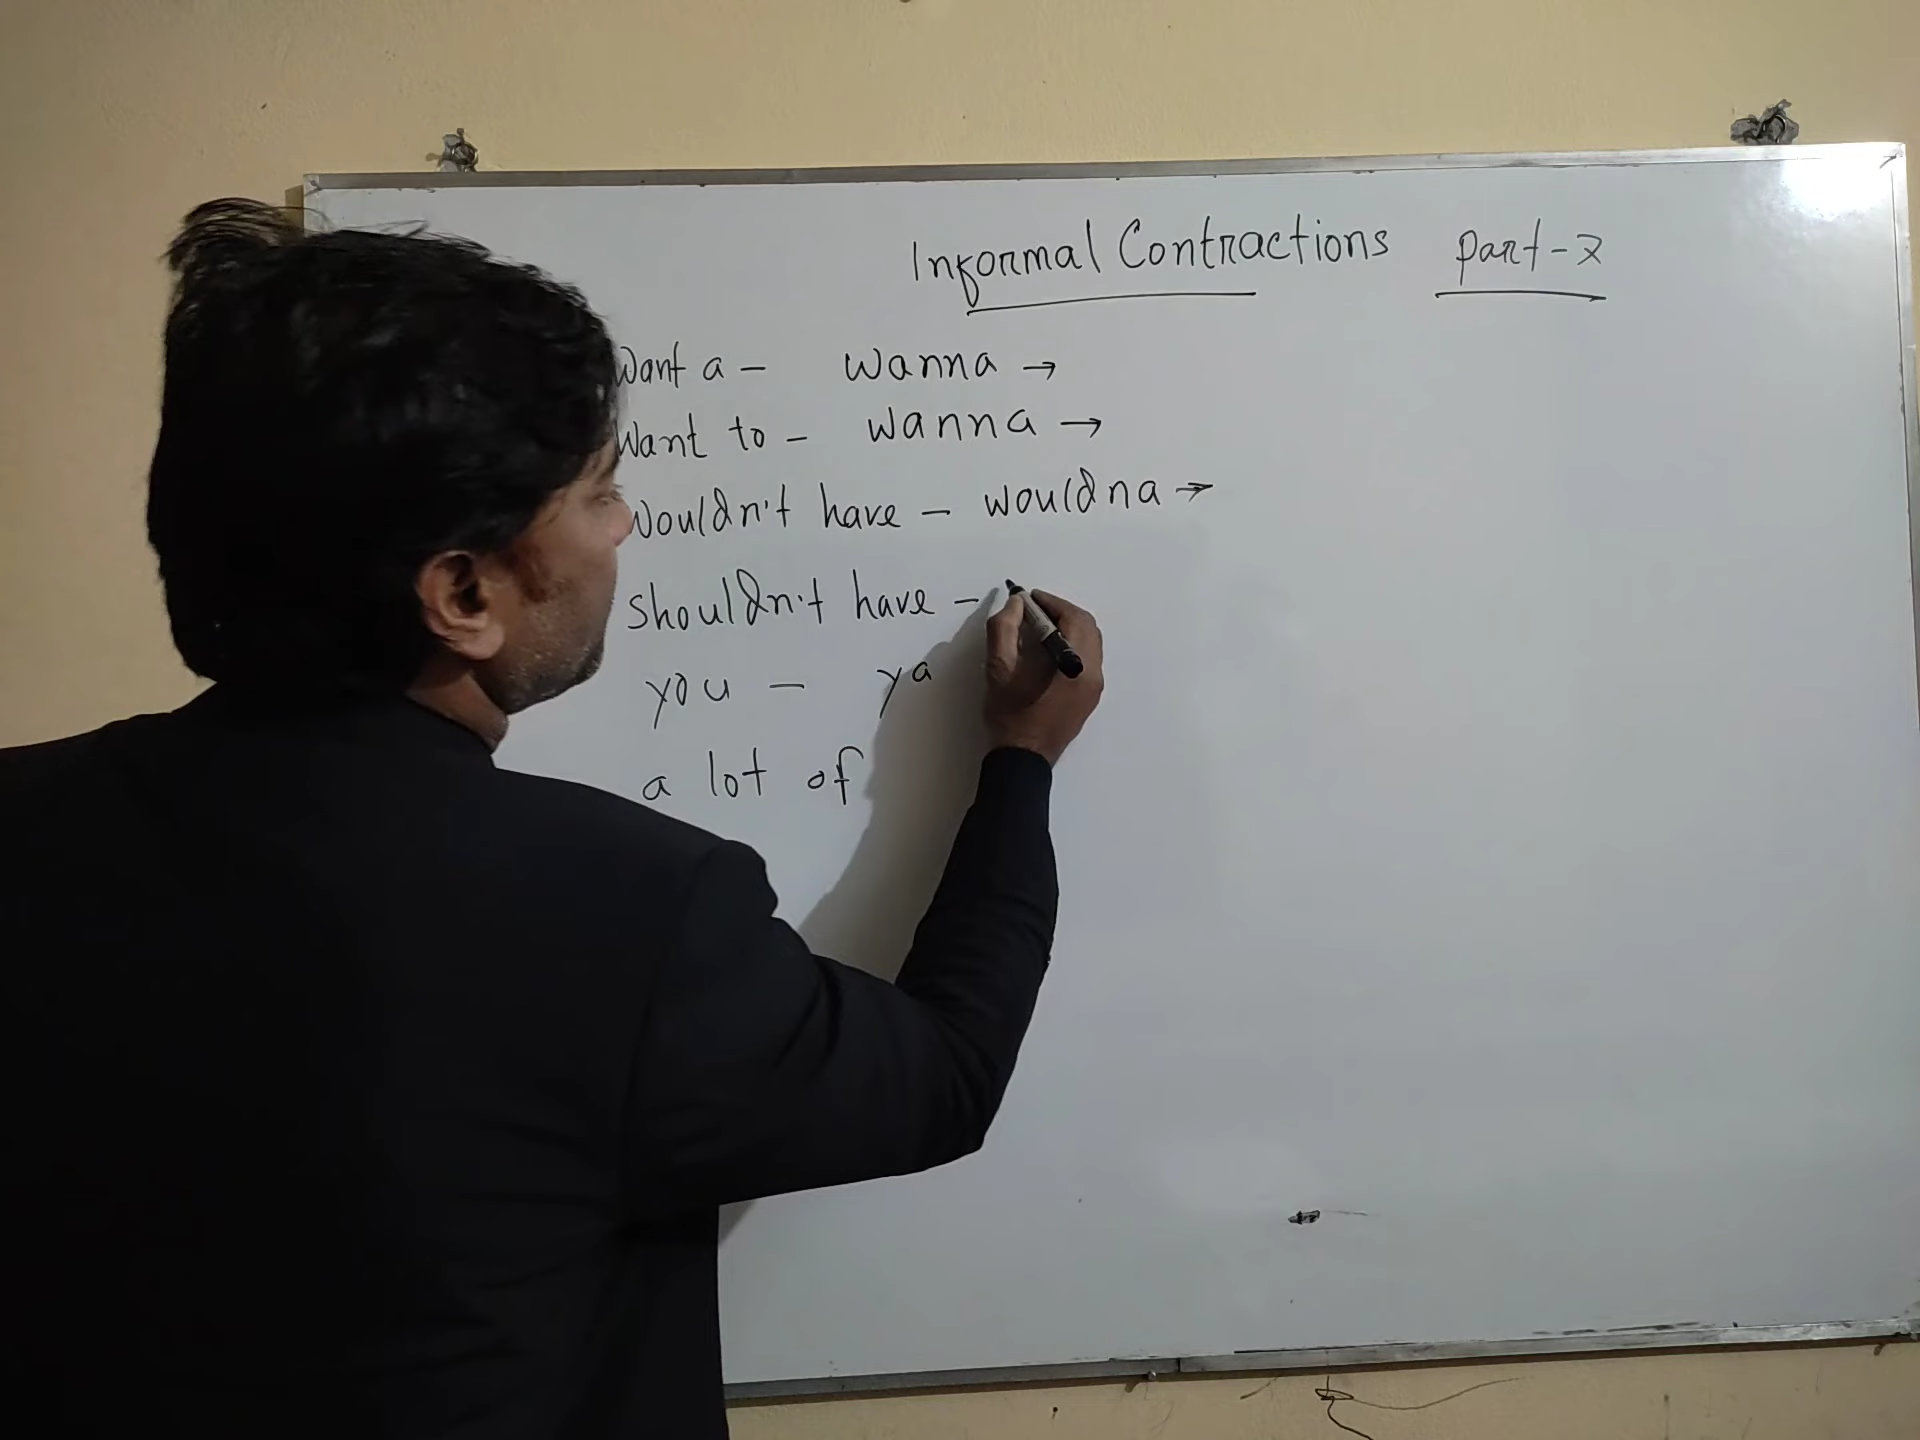 Informal Contractions part-2
Want a - wanna →
Want to - wanna →
Wouldn't have - wouldna →
Shouldn't have -
you - ya
a lot of